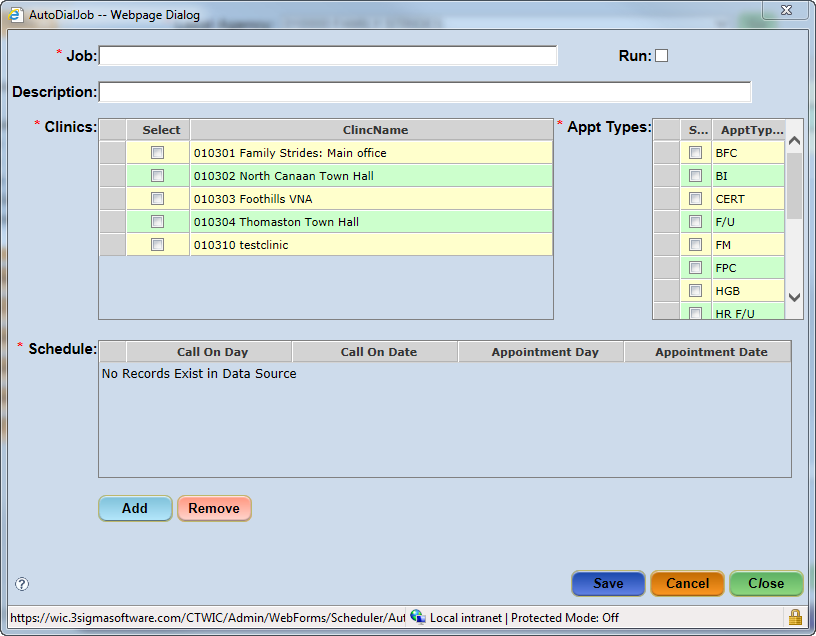 AutoDialJob -- Webpage Dialog
* Job:
Run:
Description:
* Clinics:
Select ClincName
010301 Family Strides: Main office
010302 North Canaan Town Hall
010303 Foothills VNA
010304 Thomaston Town Hall
010310 testclinic
* Appt Types:
S... ApptTyp...
BFC
BI
CERT
F/U
FM
FPC
HGB
HR F/U
* Schedule:
Call On Day Call On Date Appointment Day Appointment Date
No Records Exist in Data Source
Add Remove
?
Save Cancel Close
https://wic.3sigmasoftware.com/CTWIC/Admin/WebForms/Scheduler/Aut Local intranet | Protected Mode: Off